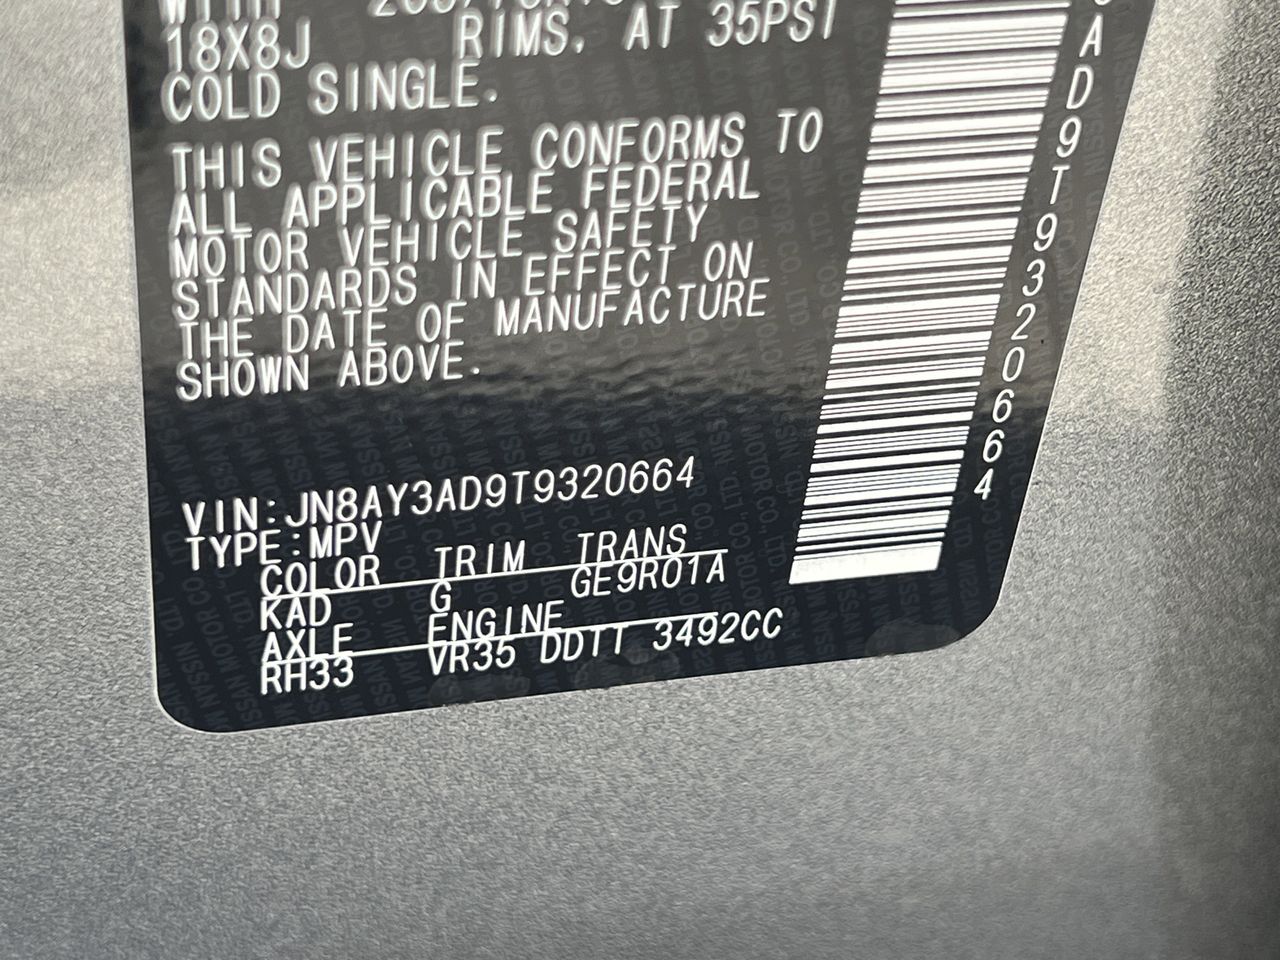 18X8J RIMS, AT 35PSI
COLD SINGLE.
THIS VEHICLE CONFORMS TO
ALL APPLICABLE FEDERAL
MOTOR VEHICLE SAFETY
STANDARDS IN EFFECT ON
THE DATE OF MANUFACTURE
SHOWN ABOVE.
VIN:JN8AY3AD9T9320664
TYPE:MPV
COLOR TRIM TRANS
KAD G GE9R01A
AXLE ENGINE
RH33 VR35 DDTT 3492CC
AD9T9320664